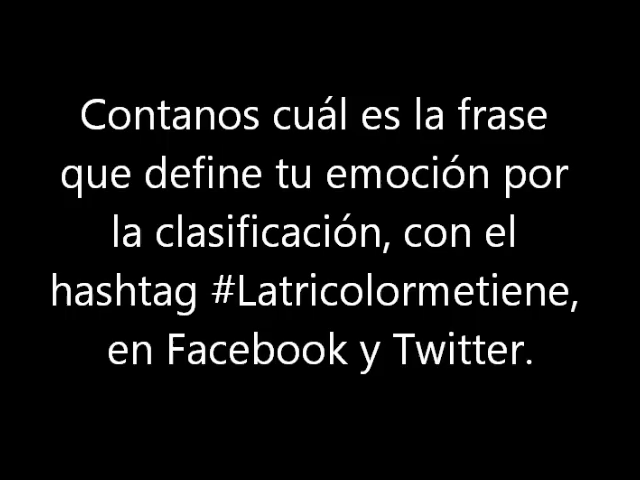 Contanos cuál es la frase
que define tu emoción por
la clasificación, con el
hashtag #Latricolormetiene,
en Facebook y Twitter.